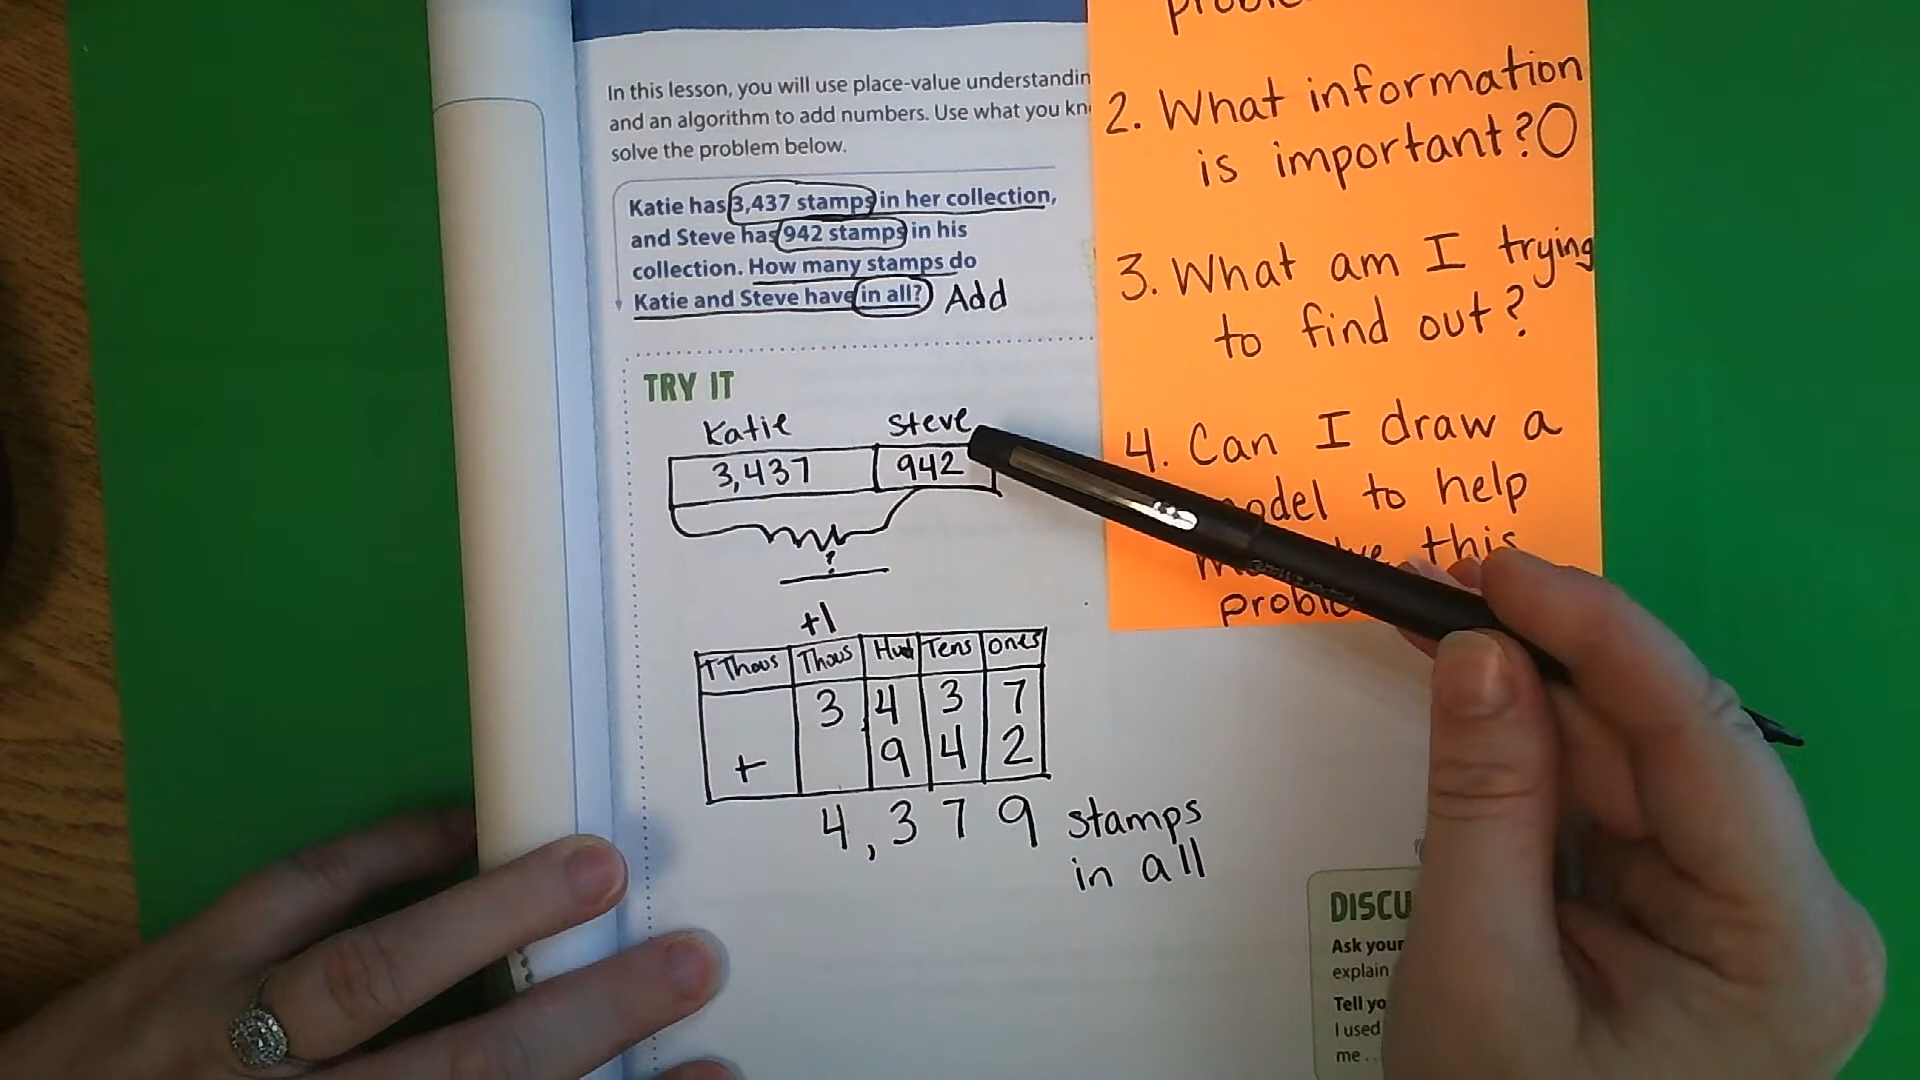 In this lesson, you will use place-value understandin
and an algorithm to add numbers. Use what you kn
solve the problem below.
Katie has 3,437 stamps in her collection,
and Steve has 942 stamps in his
collection. How many stamps do
Katie and Steve have in all? Add
TRY IT
Katie Steve
3,437 942
?
+1
TThous Thous Hund Tens Ones
3 4 3 7
+ 9 4 2
4,379 stamps
in all
2. What information
is important? O
3. What am I trying
to find out?
4. Can I draw a
model to help
this
DISCU
Ask your
explain
Tell yo
I used
me . .